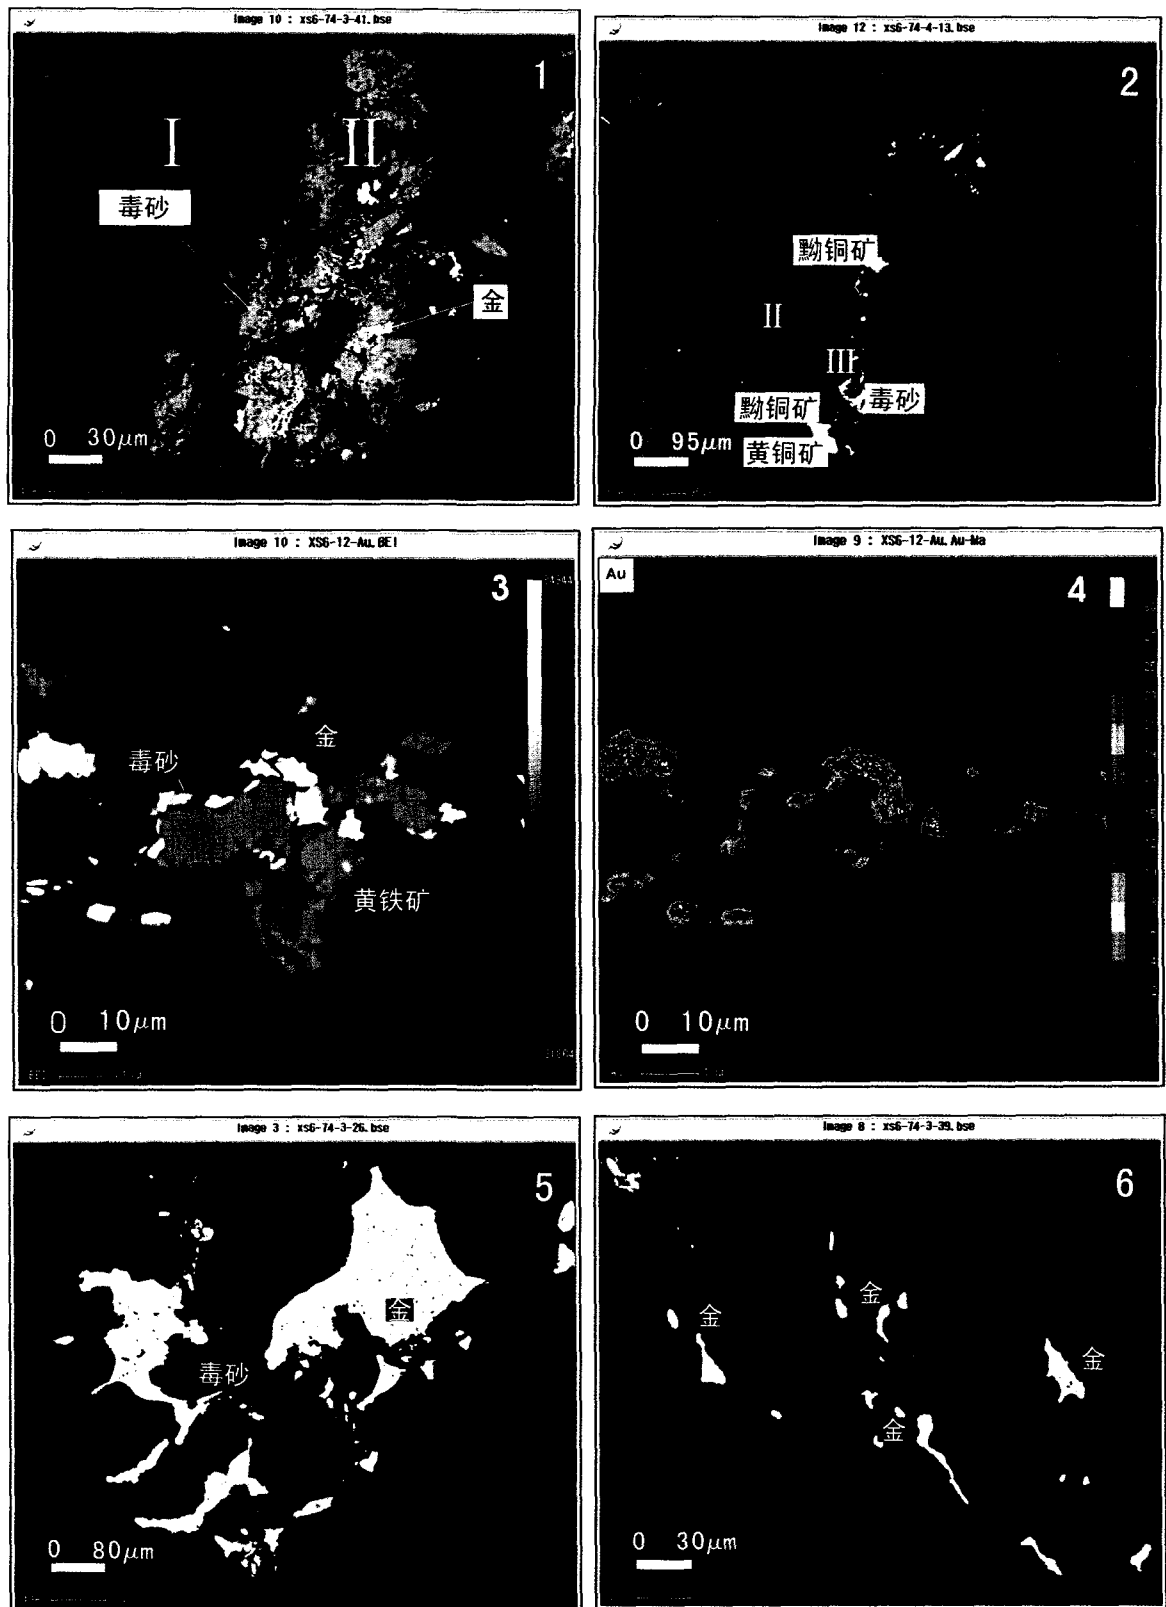 Image 10 : xs6-74-3-41.bse
1
I
II
毒砂
金
0 30μm
Image 12 : xs6-74-4-13.bse
2
黝铜矿
II
III
黝铜矿
毒砂
黄铜矿
0 95μm
Image 10 : XS6-12-Au.BEI
3
金
毒砂
黄铁矿
0 10μm
Image 9 : XS6-12-Au.Au-Ma
Au
4
0 10μm
Image 3 : xs6-74-3-26.bse
5
金
毒砂
0 80μm
Image 8 : xs6-74-3-39.bse
6
金
金
金
金
0 30μm